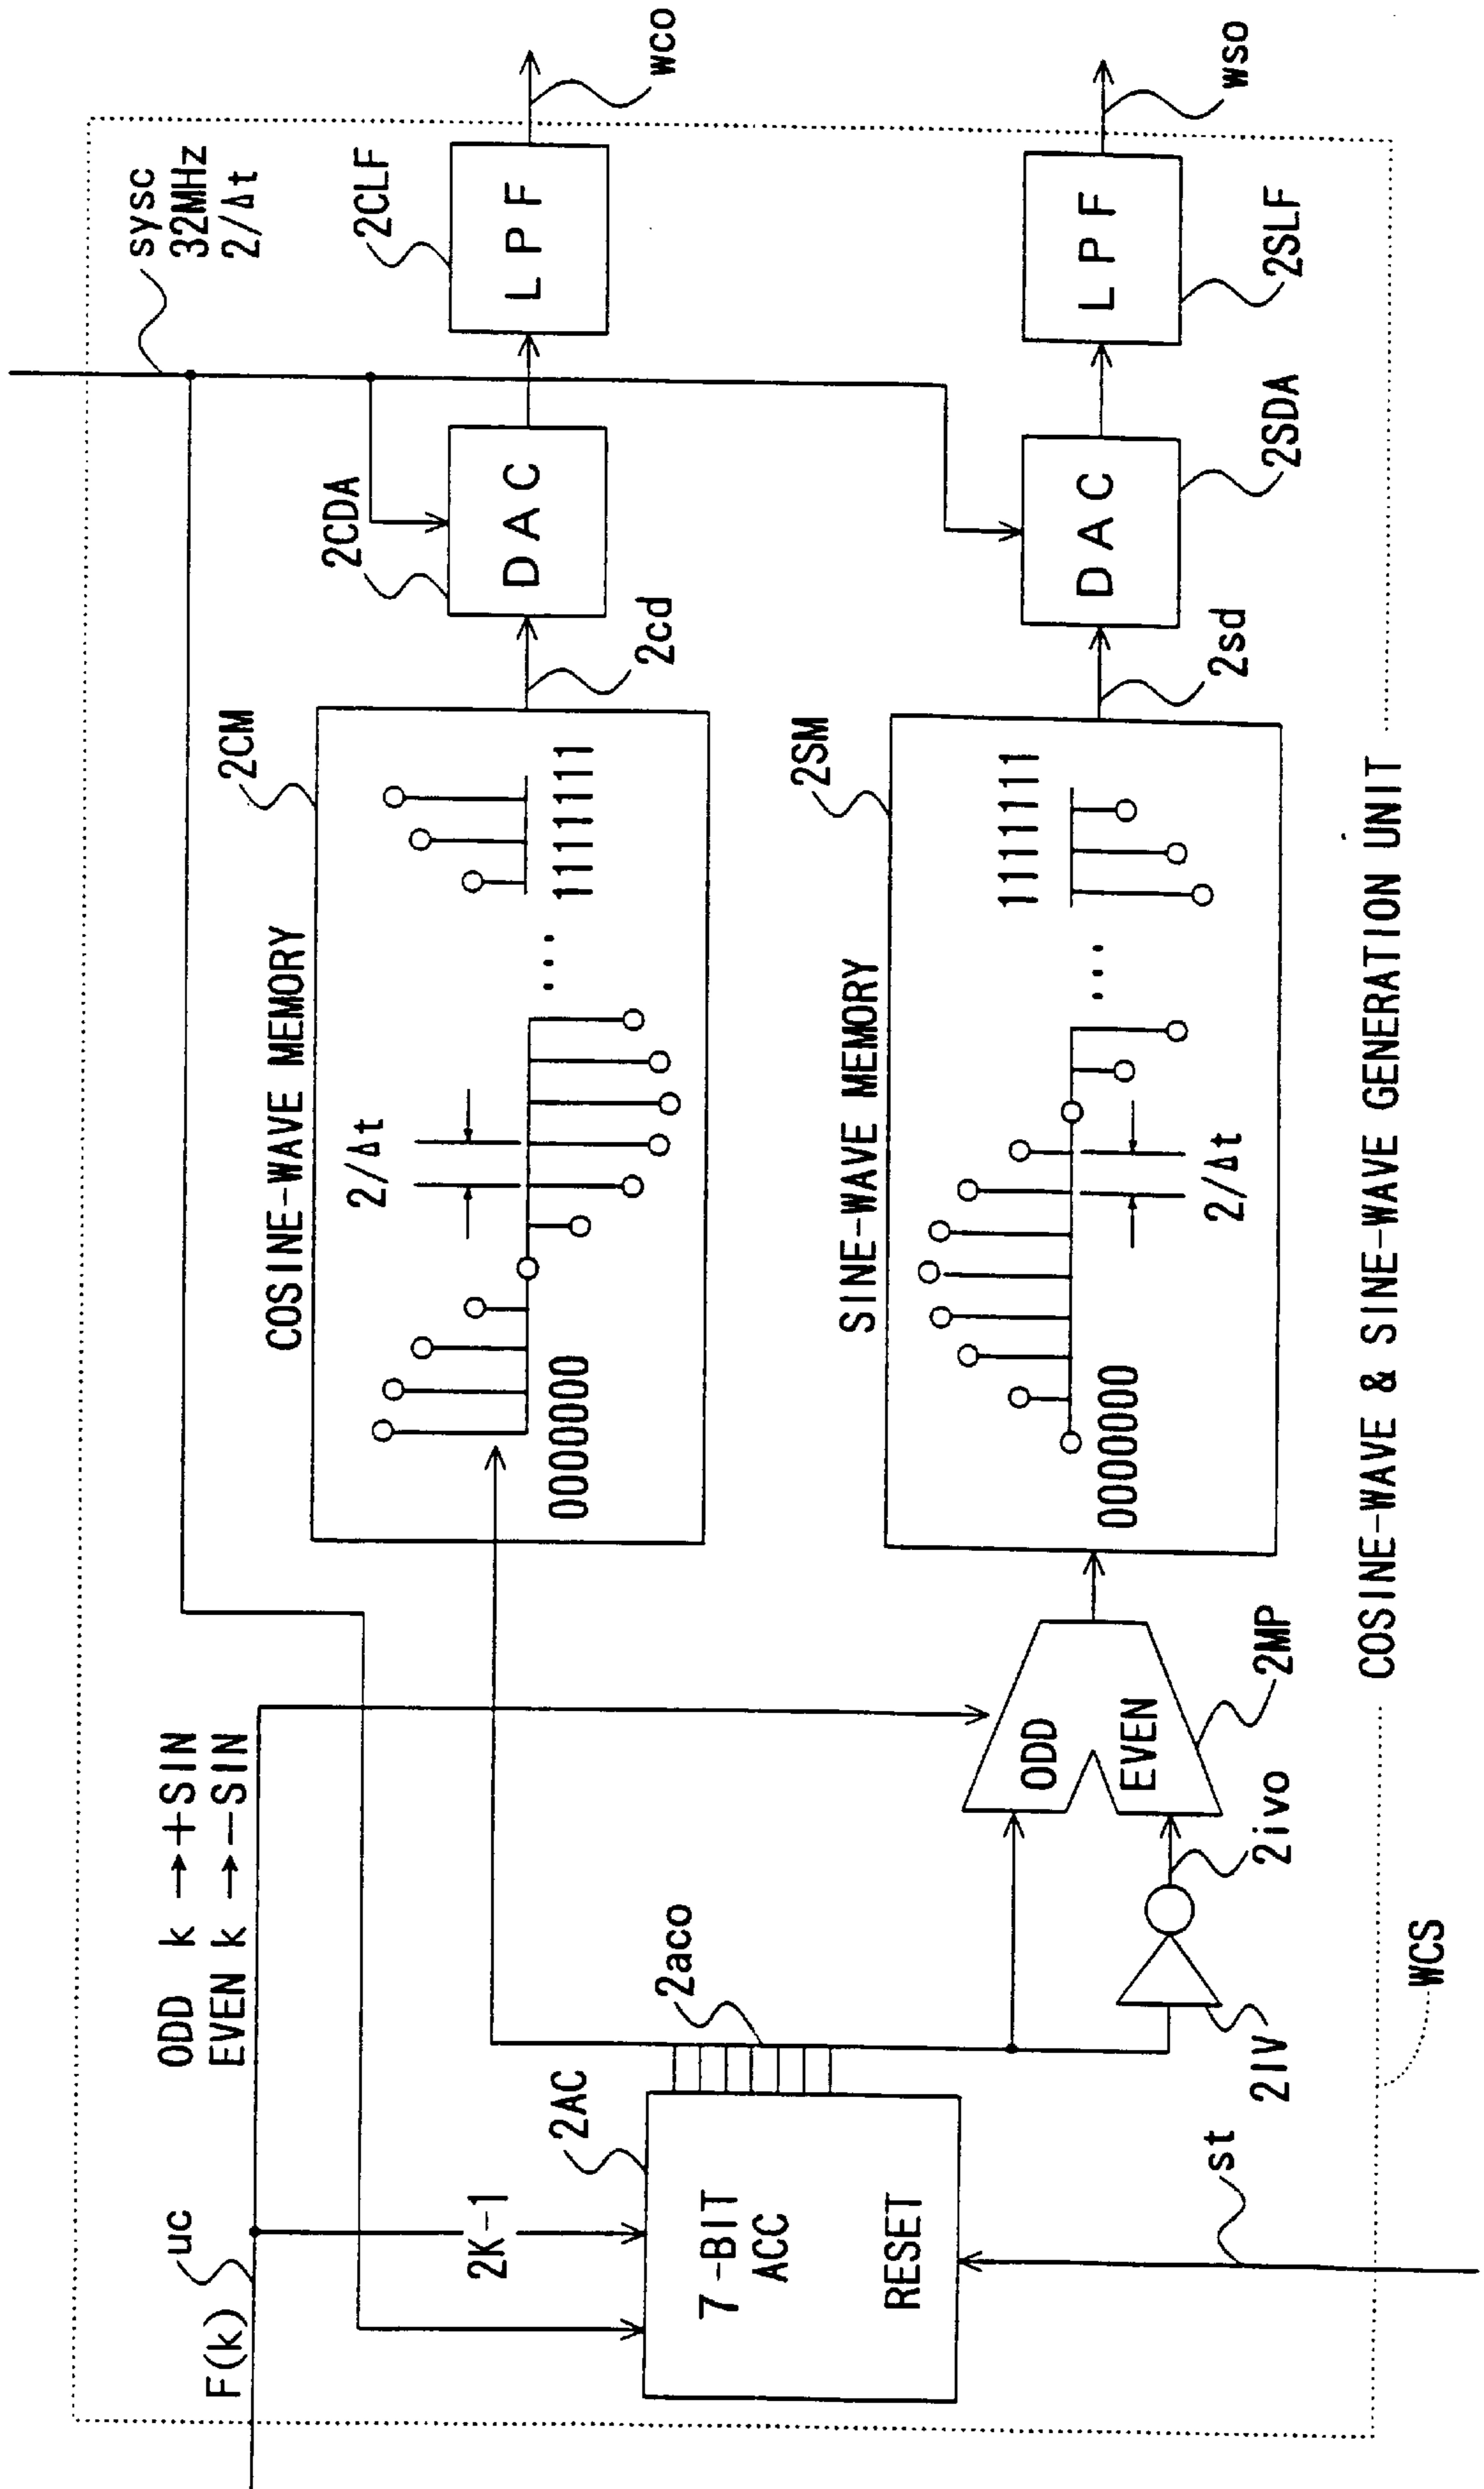 F(k)
uc
ODD k →+SIN
EVEN k →−SIN
sysc
32MHz
2/Δt
2K-1
2AC
7-BIT
ACC
RESET
st
2aco
2IV
2ivo
ODD
EVEN
2MP
COSINE-WAVE MEMORY
2CM
2/Δt
0000000
...
1111111
2cd
2CDA
DAC
2CLF
LPF
wco
SINE-WAVE MEMORY
2SM
1111111
...
0000000
2/Δt
2sd
DAC
2SDA
LPF
2SLF
wso
WCS
COSINE-WAVE & SINE-WAVE GENERATION UNIT